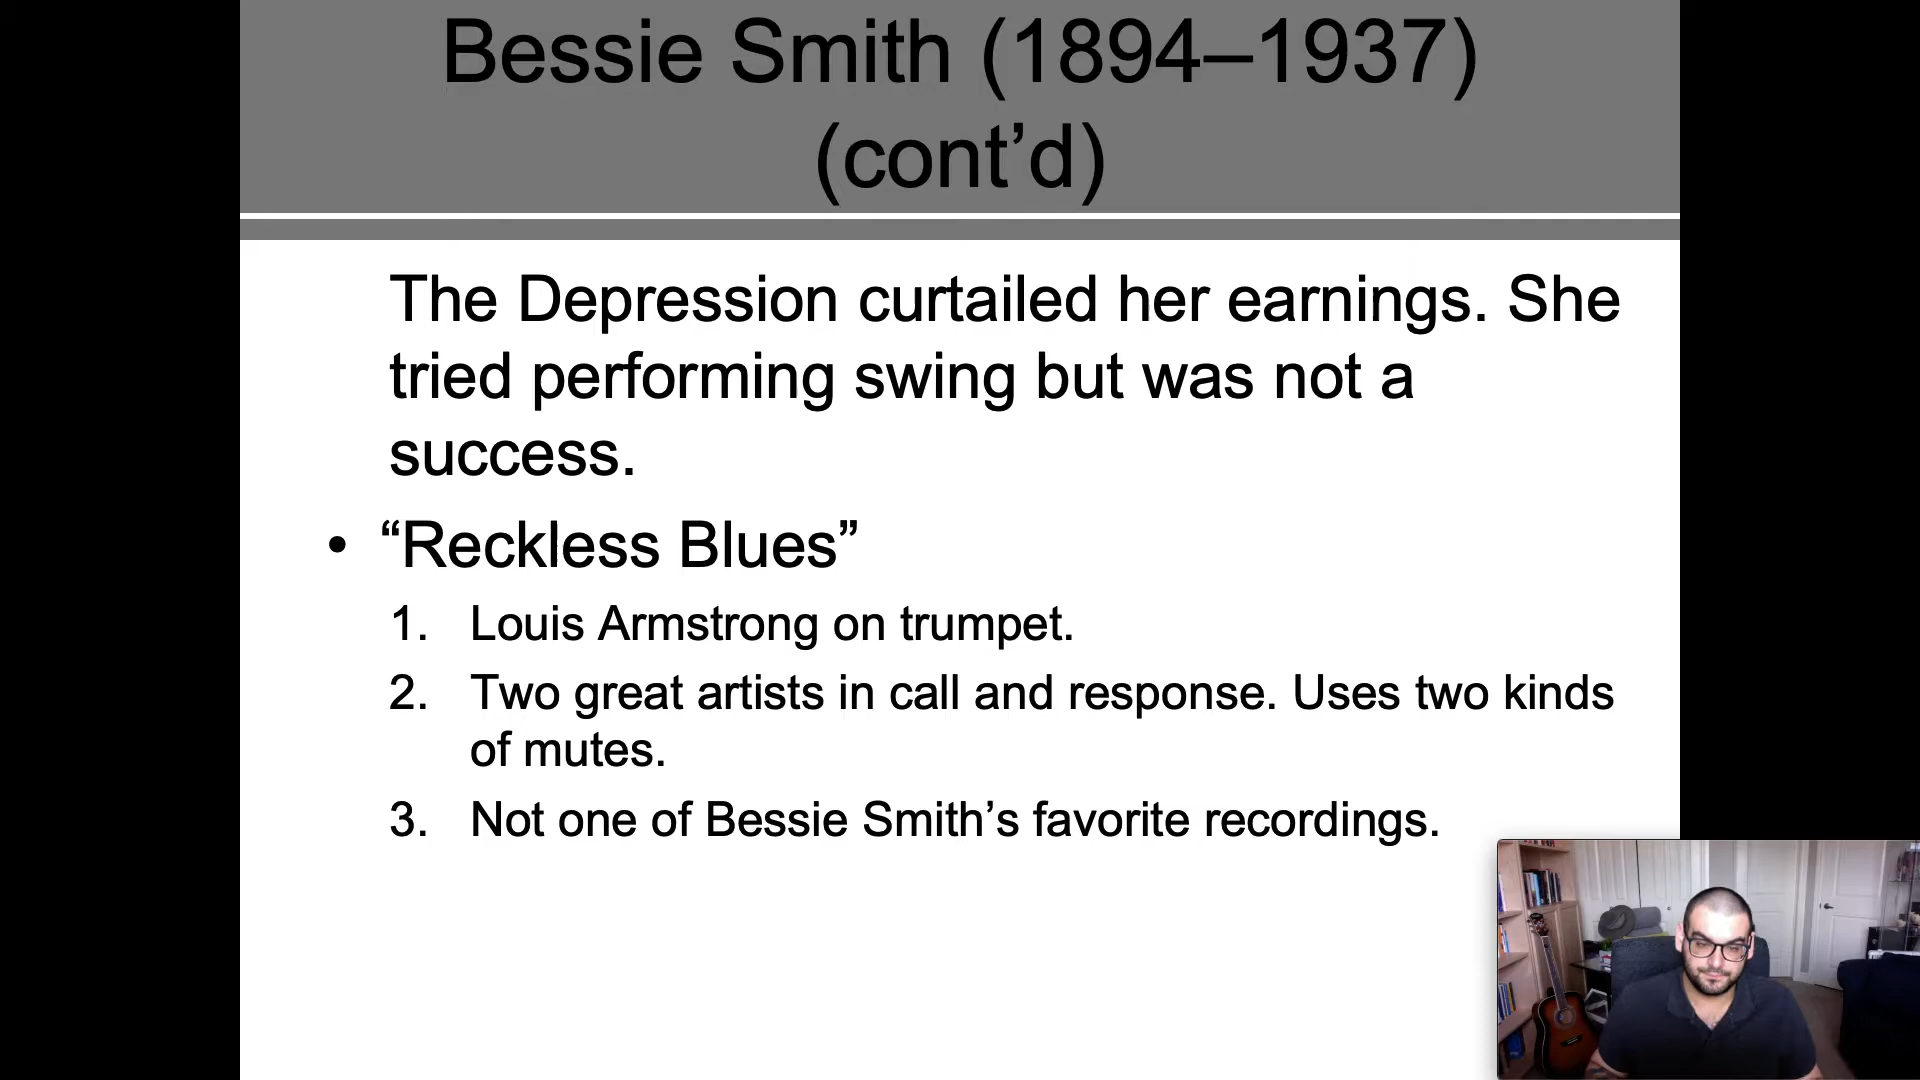 Bessie Smith (1894–1937)
(cont’d)
The Depression curtailed her earnings. She
tried performing swing but was not a
success.
• “Reckless Blues”
1. Louis Armstrong on trumpet.
2. Two great artists in call and response. Uses two kinds
of mutes.
3. Not one of Bessie Smith’s favorite recordings.